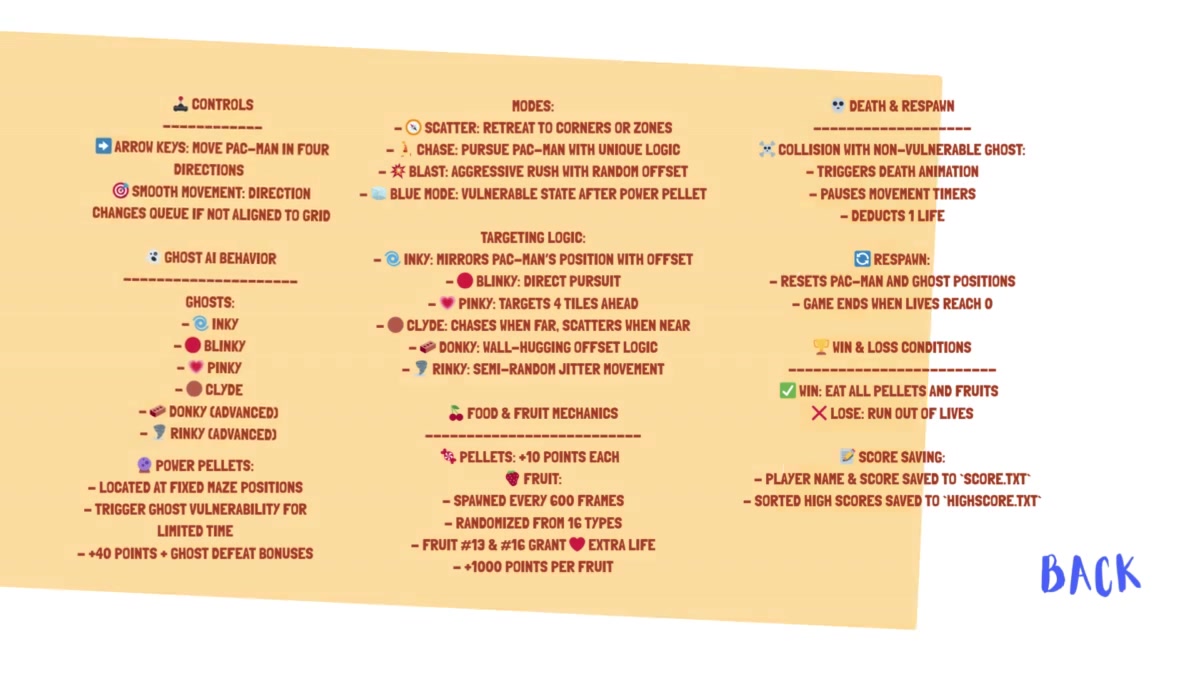 🕹️ CONTROLS
------------
➡️ ARROW KEYS: MOVE PAC-MAN IN FOUR
DIRECTIONS
🎯 SMOOTH MOVEMENT: DIRECTION
CHANGES QUEUE IF NOT ALIGNED TO GRID
👻 GHOST AI BEHAVIOR
---------------------
GHOSTS:
- 🌀 INKY
- 🔴 BLINKY
- 💗 PINKY
- 🟤 CLYDE
- 🧱 DONKY (ADVANCED)
- 🌪️ RINKY (ADVANCED)
🔮 POWER PELLETS:
- LOCATED AT FIXED MAZE POSITIONS
- TRIGGER GHOST VULNERABILITY FOR
LIMITED TIME
- +40 POINTS + GHOST DEFEAT BONUSES
MODES:
- 🧭 SCATTER: RETREAT TO CORNERS OR ZONES
- 🏃 CHASE: PURSUE PAC-MAN WITH UNIQUE LOGIC
- 💥 BLAST: AGGRESSIVE RUSH WITH RANDOM OFFSET
- 🧊 BLUE MODE: VULNERABLE STATE AFTER POWER PELLET
TARGETING LOGIC:
- 🌀 INKY: MIRRORS PAC-MAN'S POSITION WITH OFFSET
- 🔴 BLINKY: DIRECT PURSUIT
- 💗 PINKY: TARGETS 4 TILES AHEAD
- 🟤 CLYDE: CHASES WHEN FAR, SCATTERS WHEN NEAR
- 🧱 DONKY: WALL-HUGGING OFFSET LOGIC
- 🌪️ RINKY: SEMI-RANDOM JITTER MOVEMENT
🍒 FOOD & FRUIT MECHANICS
--------------------------
🍬 PELLETS: +10 POINTS EACH
🍓 FRUIT:
- SPAWNED EVERY 600 FRAMES
- RANDOMIZED FROM 16 TYPES
- FRUIT #13 & #16 GRANT ❤️ EXTRA LIFE
- +1000 POINTS PER FRUIT
💀 DEATH & RESPAWN
-------------------
☠️ COLLISION WITH NON-VULNERABLE GHOST:
- TRIGGERS DEATH ANIMATION
- PAUSES MOVEMENT TIMERS
- DEDUCTS 1 LIFE
🔄 RESPAWN:
- RESETS PAC-MAN AND GHOST POSITIONS
- GAME ENDS WHEN LIVES REACH 0
🏆 WIN & LOSS CONDITIONS
-------------------------
✅ WIN: EAT ALL PELLETS AND FRUITS
❌ LOSE: RUN OUT OF LIVES
📝 SCORE SAVING:
- PLAYER NAME & SCORE SAVED TO `SCORE.TXT`
- SORTED HIGH SCORES SAVED TO `HIGHSCORE.TXT`
BACK